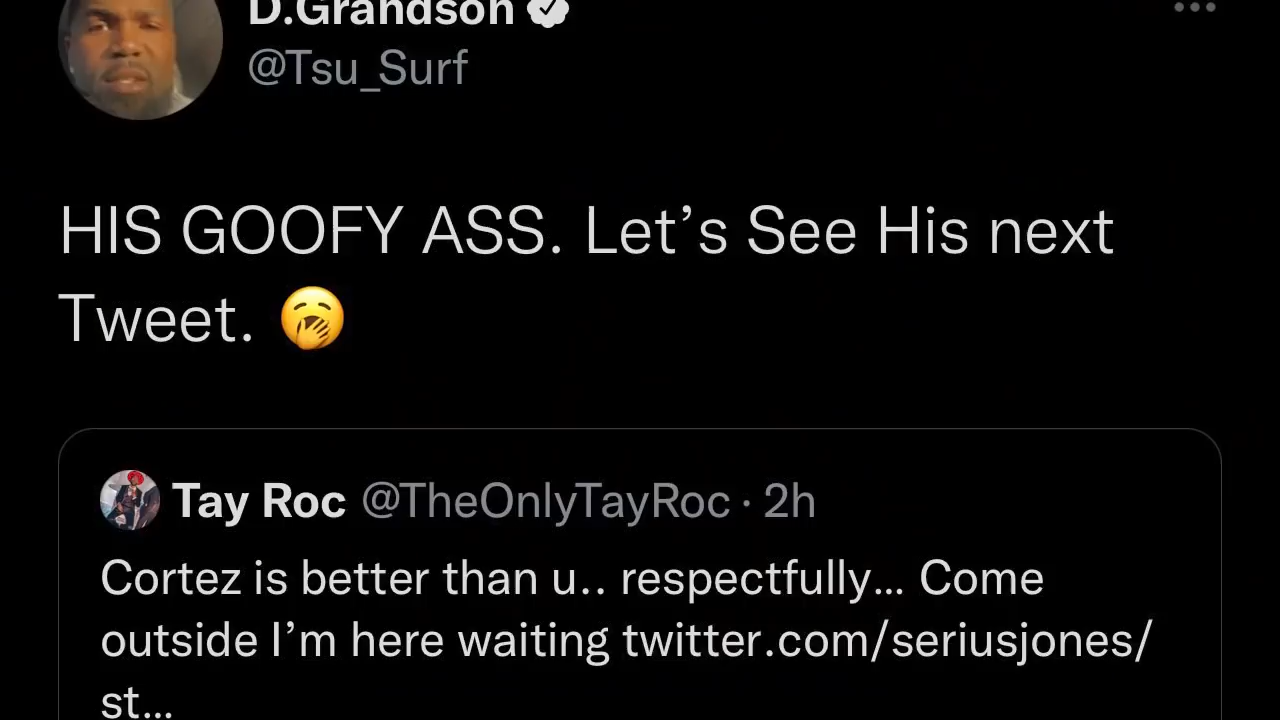 D.Grandson
@Tsu_Surf
HIS GOOFY ASS. Let’s See His next
Tweet. 🥱
Tay Roc @TheOnlyTayRoc · 2h
Cortez is better than u.. respectfully... Come
outside I’m here waiting twitter.com/seriusjones/
st...